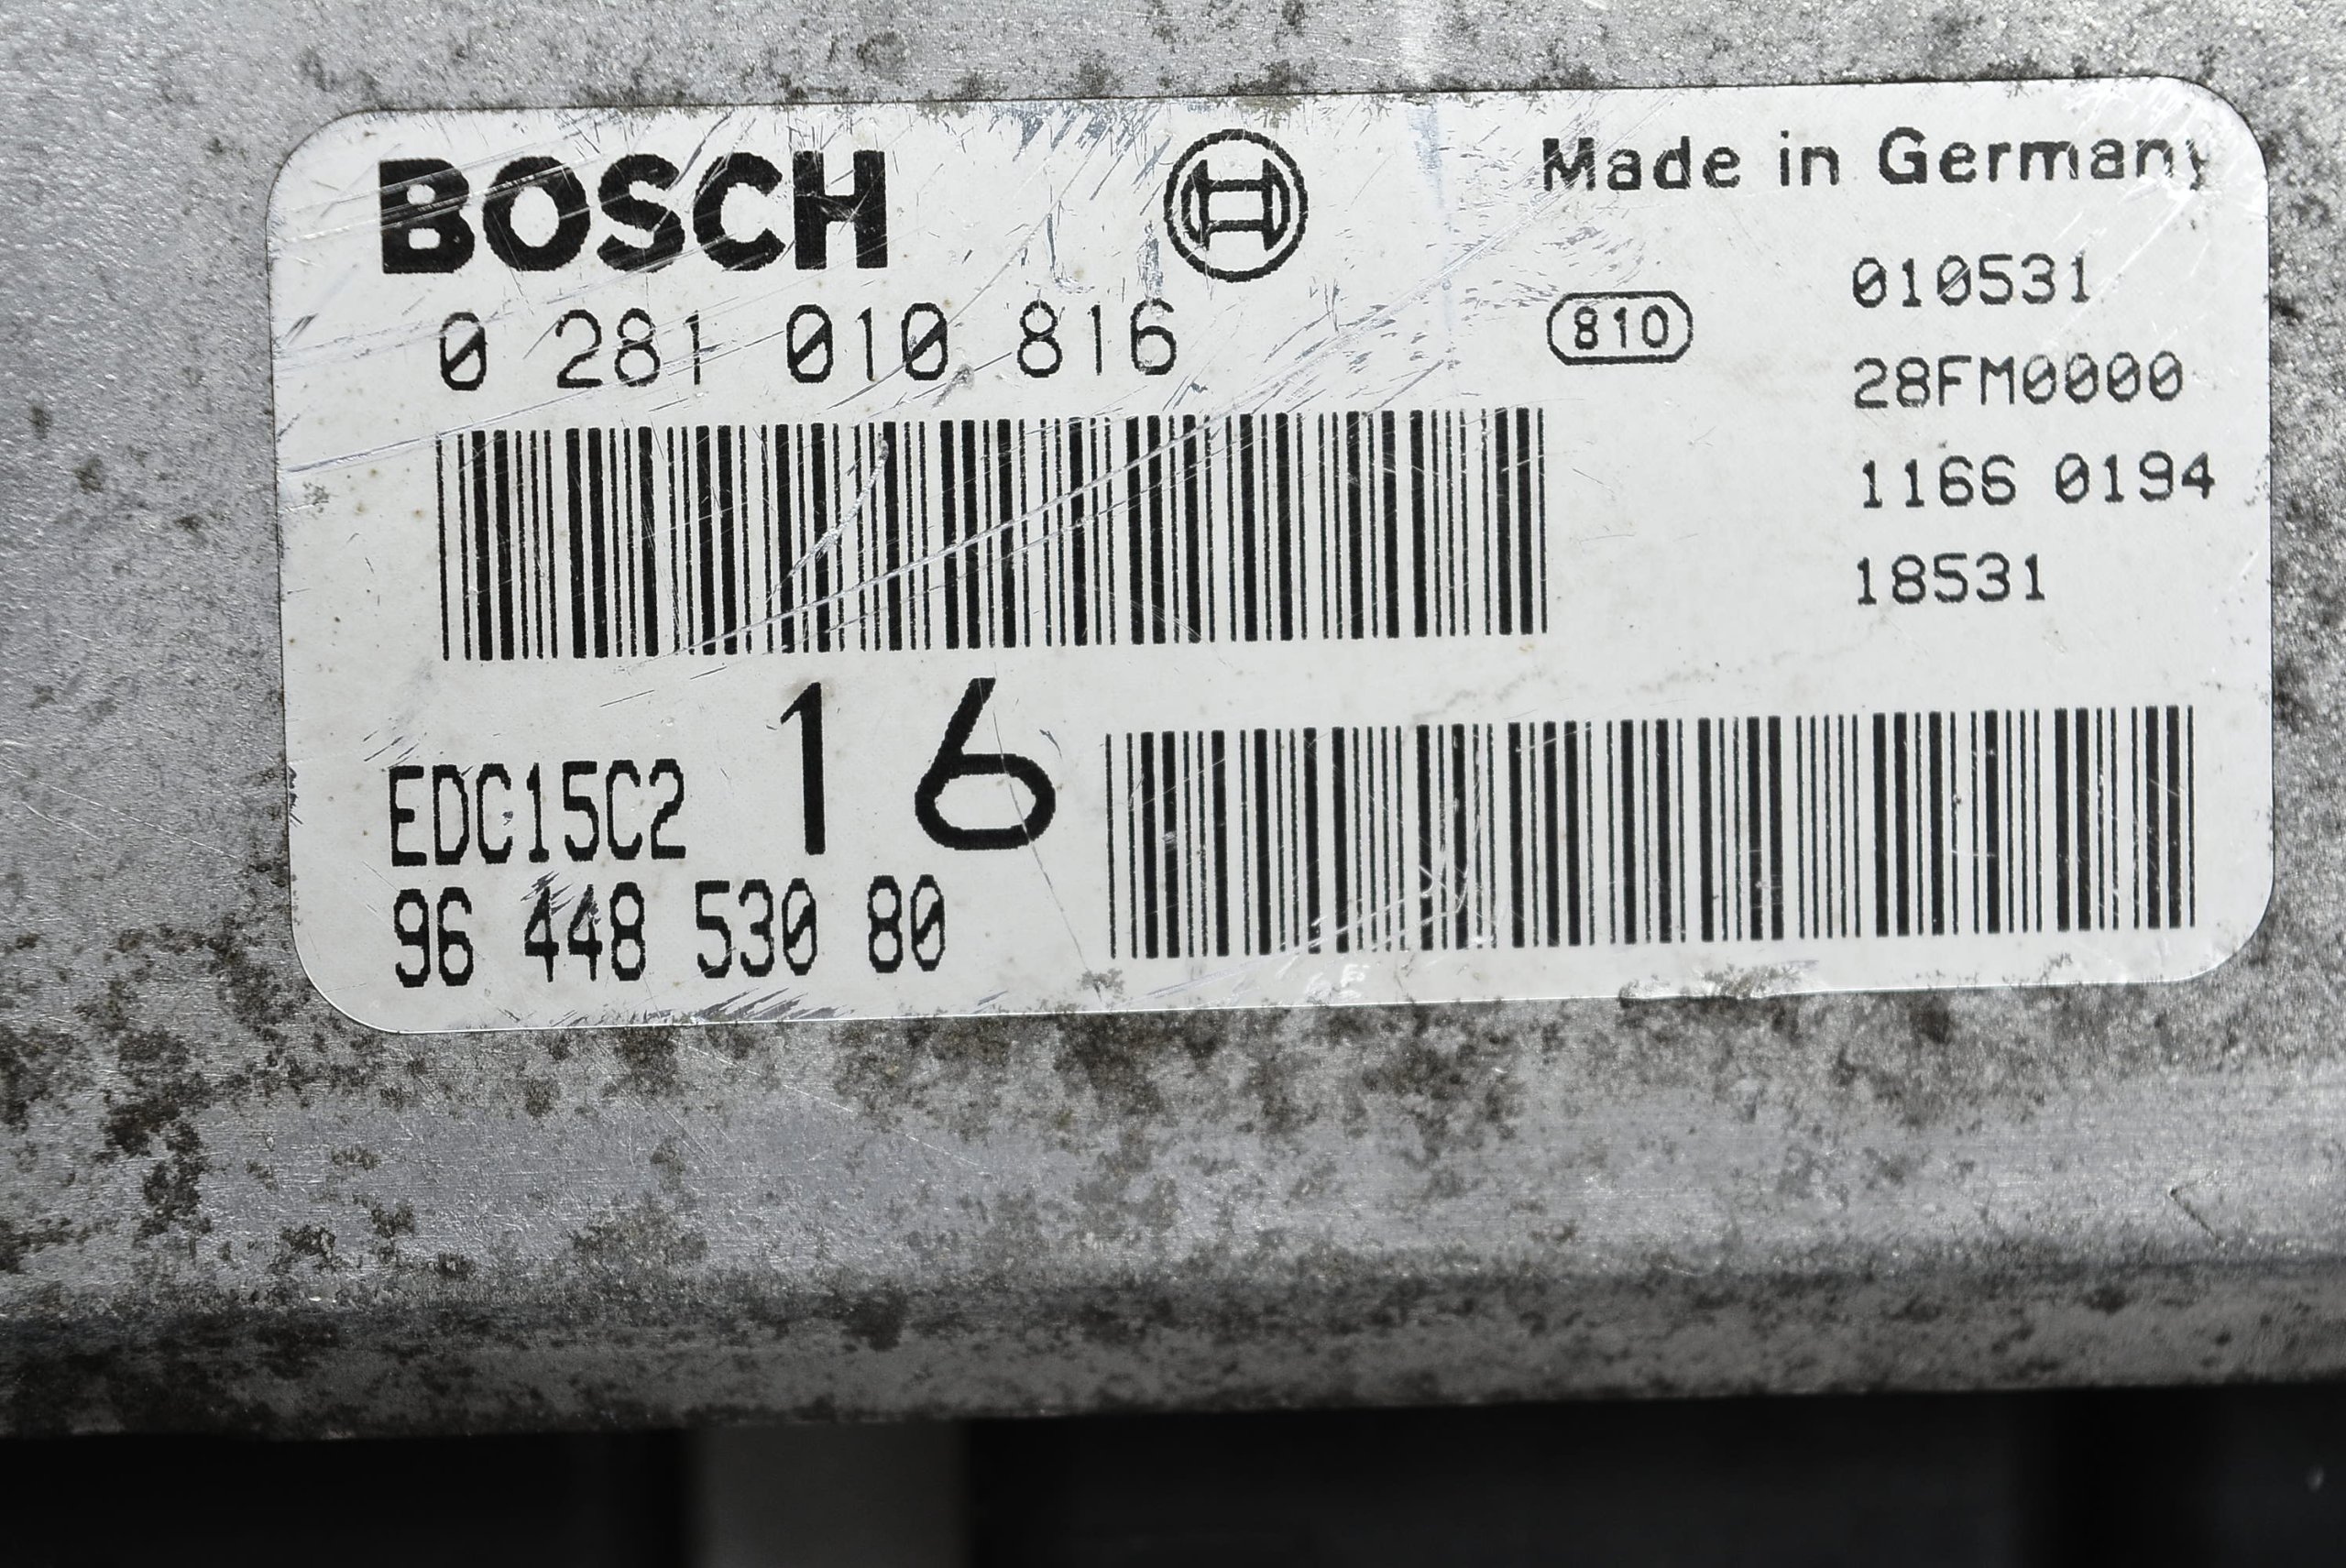 BOSCH
Made in Germany
0 281 010 816
810
010531
28FM0000
1166 0194
18531
EDC15C2 16
96 448 530 80